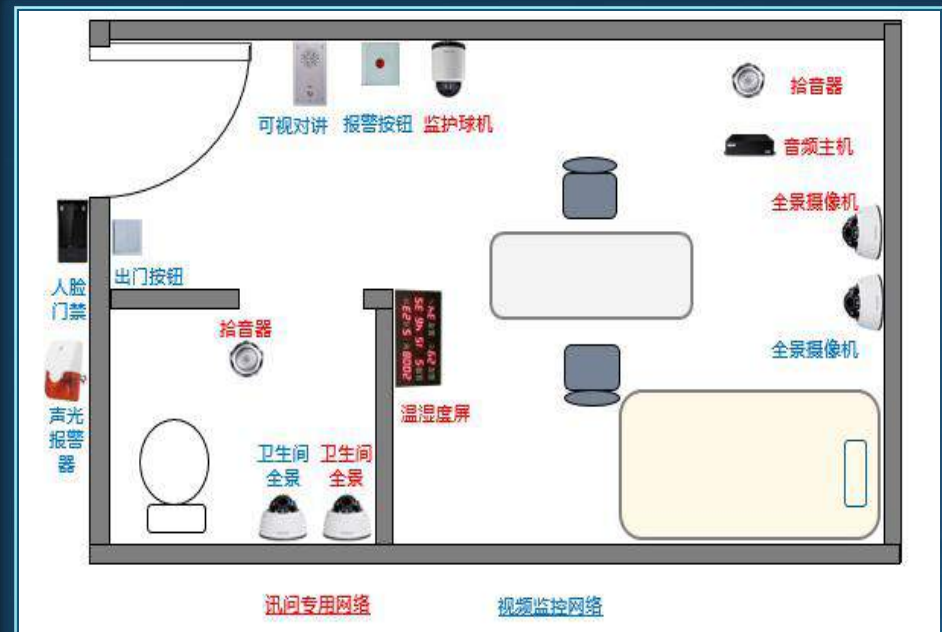 可视对讲
报警按钮
监护球机
拾音器
音频主机
全景摄像机
人脸
门禁
出门按钮
拾音器
全景摄像机
温湿度屏
声光
报警
器
卫生间
全景
卫生间
全景
讯问专用网络
视频监控网络